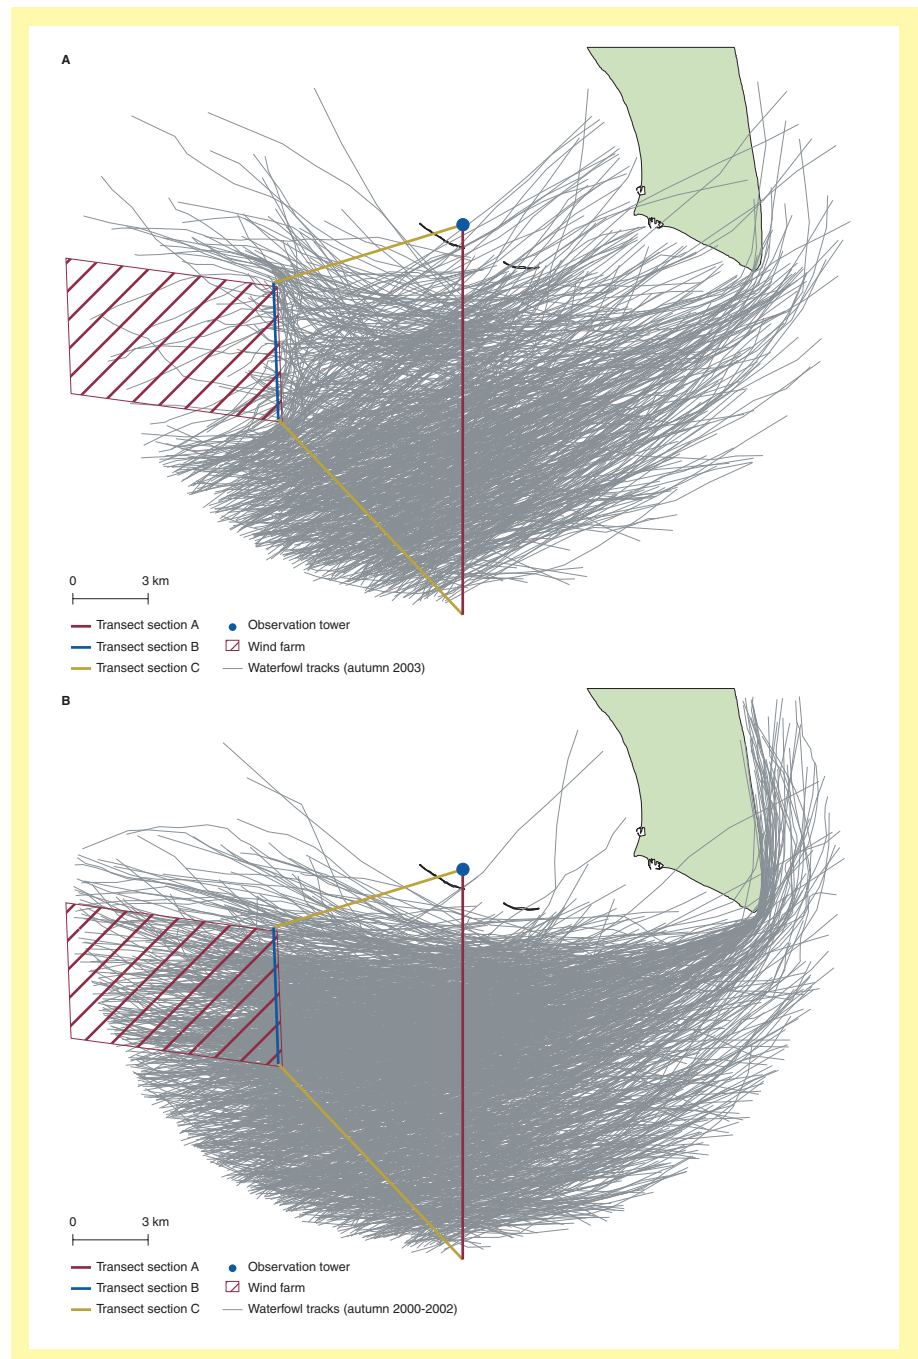 A
0 3 km
Transect section A Observation tower
Transect section B Wind farm
Transect section C Waterfowl tracks (autumn 2003)
B
0 3 km
Transect section A Observation tower
Transect section B Wind farm
Transect section C Waterfowl tracks (autumn 2000-2002)